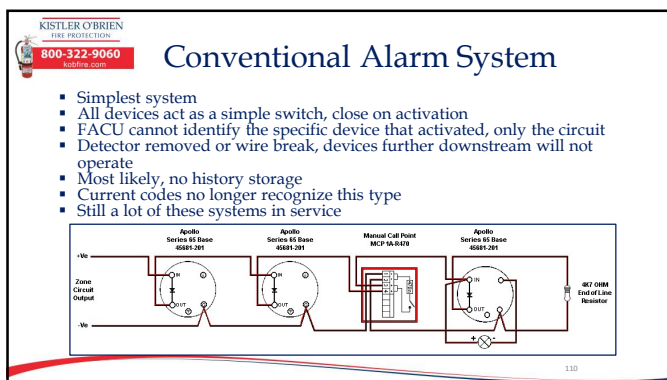 KISTLER O'BRIEN
FIRE PROTECTION
800-322-9060
kobfire.com
Conventional Alarm System
▪ Simplest system
▪ All devices act as a simple switch, close on activation
▪ FACU cannot identify the specific device that activated, only the circuit
▪ Detector removed or wire break, devices further downstream will not
operate
▪ Most likely, no history storage
▪ Current codes no longer recognize this type
▪ Still a lot of these systems in service
Apollo
Series 65 Base
45681-201
Apollo
Series 65 Base
45681-201
Manual Call Point
MCP 1A-R470
Apollo
Series 65 Base
45681-201
+Ve
IN
IN
IN
Zone
Circuit
Output
4K7 OHM
End of Line
Resistor
OUT
OUT
OUT
-Ve
+ -
110